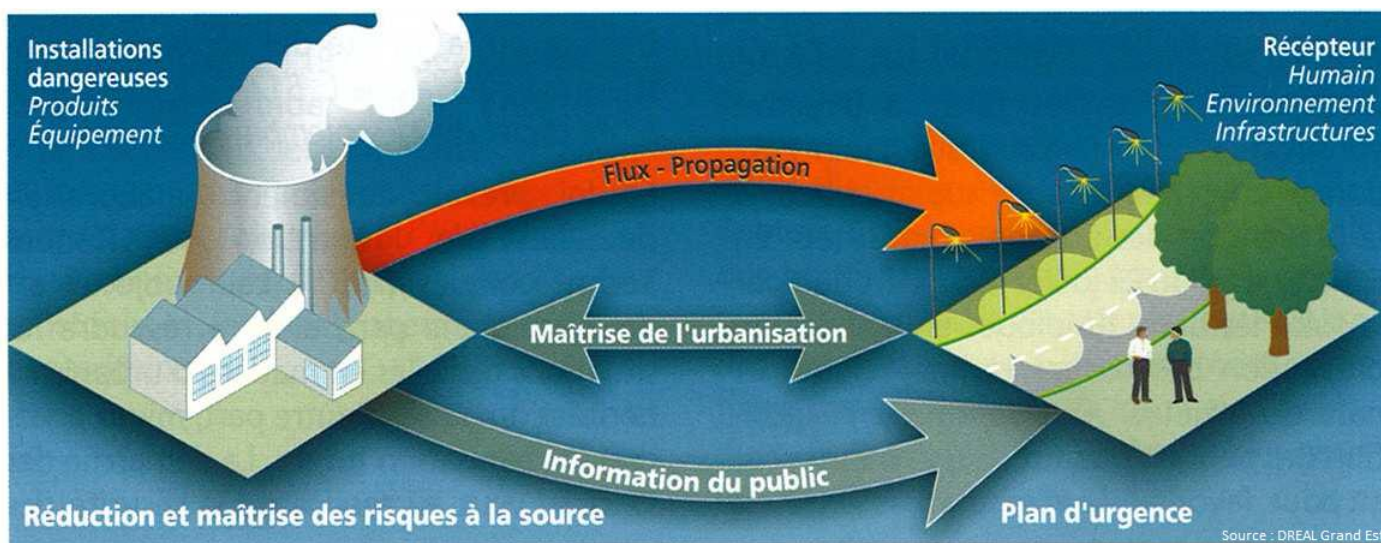 Installations
dangereuses
Produits
Équipement
Récépteur
Humain
Environnement
Infrastructures
Flux - Propagation
Maîtrise de l'urbanisation
Information du public
Réduction et maîtrise des risques à la source
Plan d'urgence
Source : DREAL Grand Est